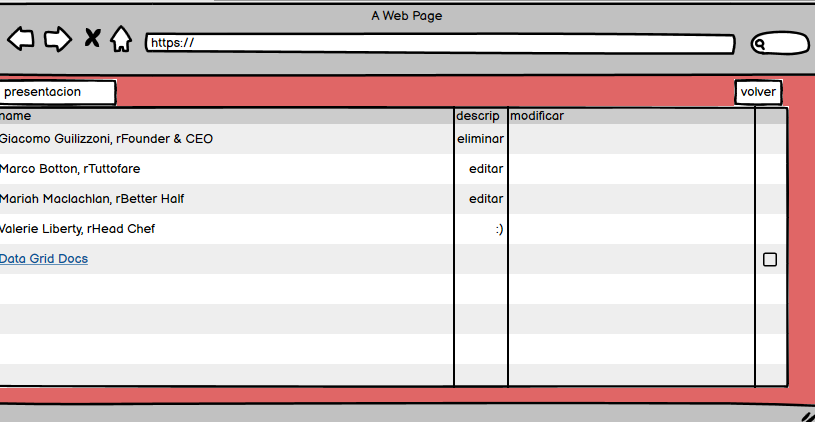 A Web Page
https://
presentacion volver
name descrip modificar
Giacomo Guilizzoni, rFounder & CEO eliminar
Marco Botton, rTuttofare editar
Mariah Maclachlan, rBetter Half editar
Valerie Liberty, rHead Chef :)
Data Grid Docs